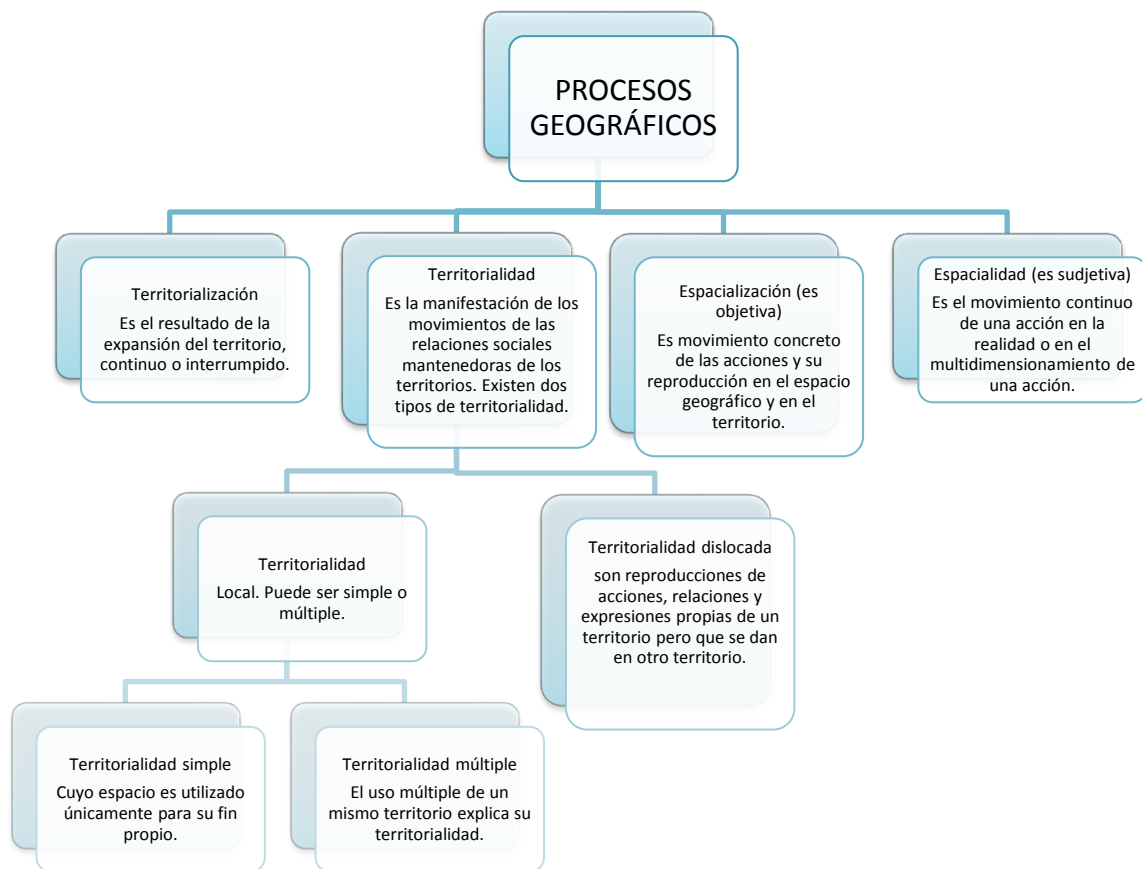 PROCESOS
GEOGRÁFICOS
Territorialización
Es el resultado de la
expansión del territorio,
continuo o interrumpido.
Territorialidad
Es la manifestación de los
movimientos de las
relaciones sociales
mantenedoras de los
territorios. Existen dos
tipos de territorialidad.
Espacialización (es
objetiva)
Es movimiento concreto
de las acciones y su
reproducción en el espacio
geográfico y en el
territorio.
Espacialidad (es sudjetiva)
Es el movimiento continuo
de una acción en la
realidad o en el
multidimensionamiento de
una acción.
Territorialidad
Local. Puede ser simple o
múltiple.
Territorialidad dislocada
son reproducciones de
acciones, relaciones y
expresiones propias de un
territorio pero que se dan
en otro territorio.
Territorialidad simple
Cuyo espacio es utilizado
únicamente para su fin
propio.
Territorialidad múltiple
El uso múltiple de un
mismo territorio explica su
territorialidad.